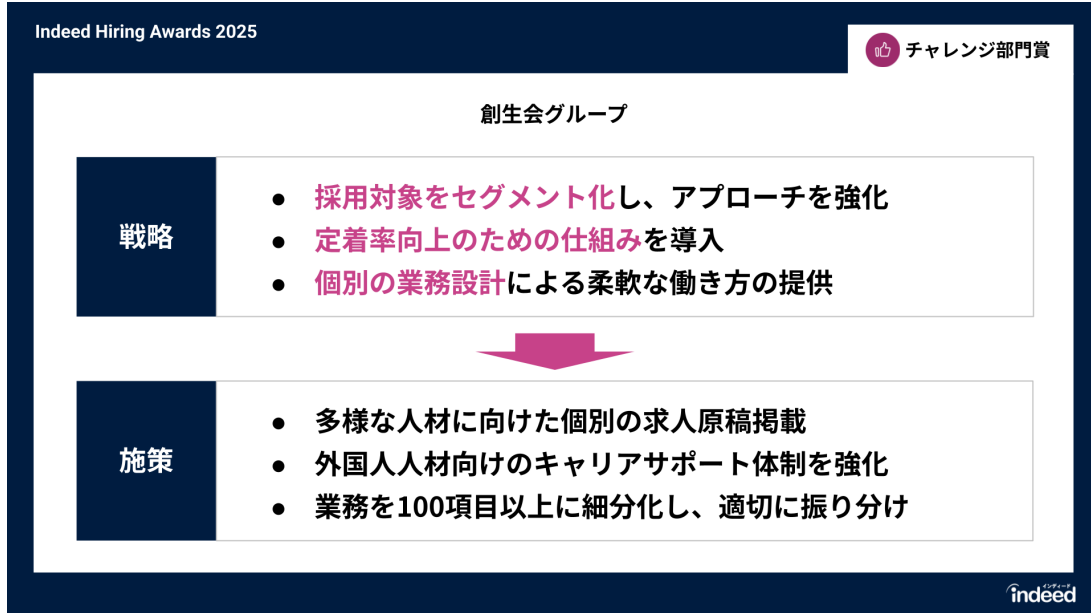 Indeed Hiring Awards 2025
チャレンジ部門賞
創生会グループ
戦略
● 採用対象をセグメント化し、アプローチを強化
● 定着率向上のための仕組みを導入
● 個別の業務設計による柔軟な働き方の提供
施策
● 多様な人材に向けた個別の求人原稿掲載
● 外国人人材向けのキャリアサポート体制を強化
● 業務を100項目以上に細分化し、適切に振り分け
インディード
indeed